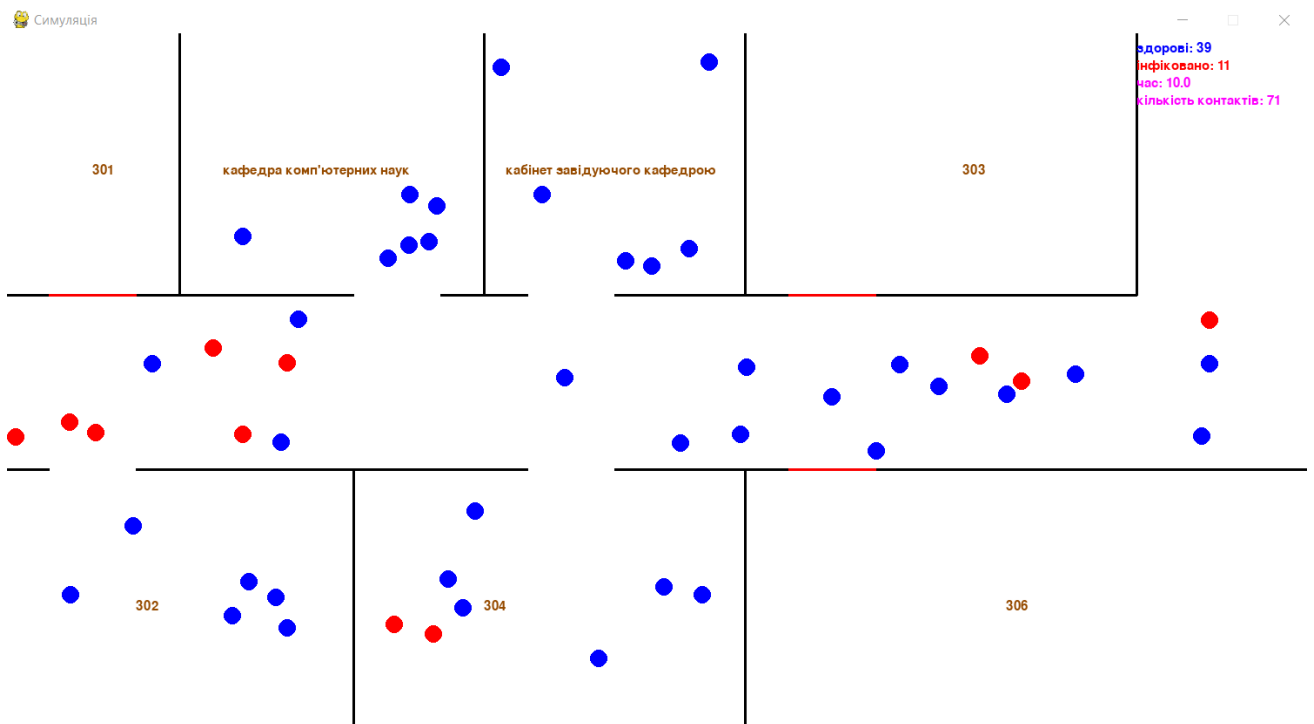 Симуляція
здорові: 39
інфіковано: 11
час: 10.0
кількість контактів: 71
301
кафедра комп'ютерних наук
кабінет завідуючого кафедрою
303
302
304
306